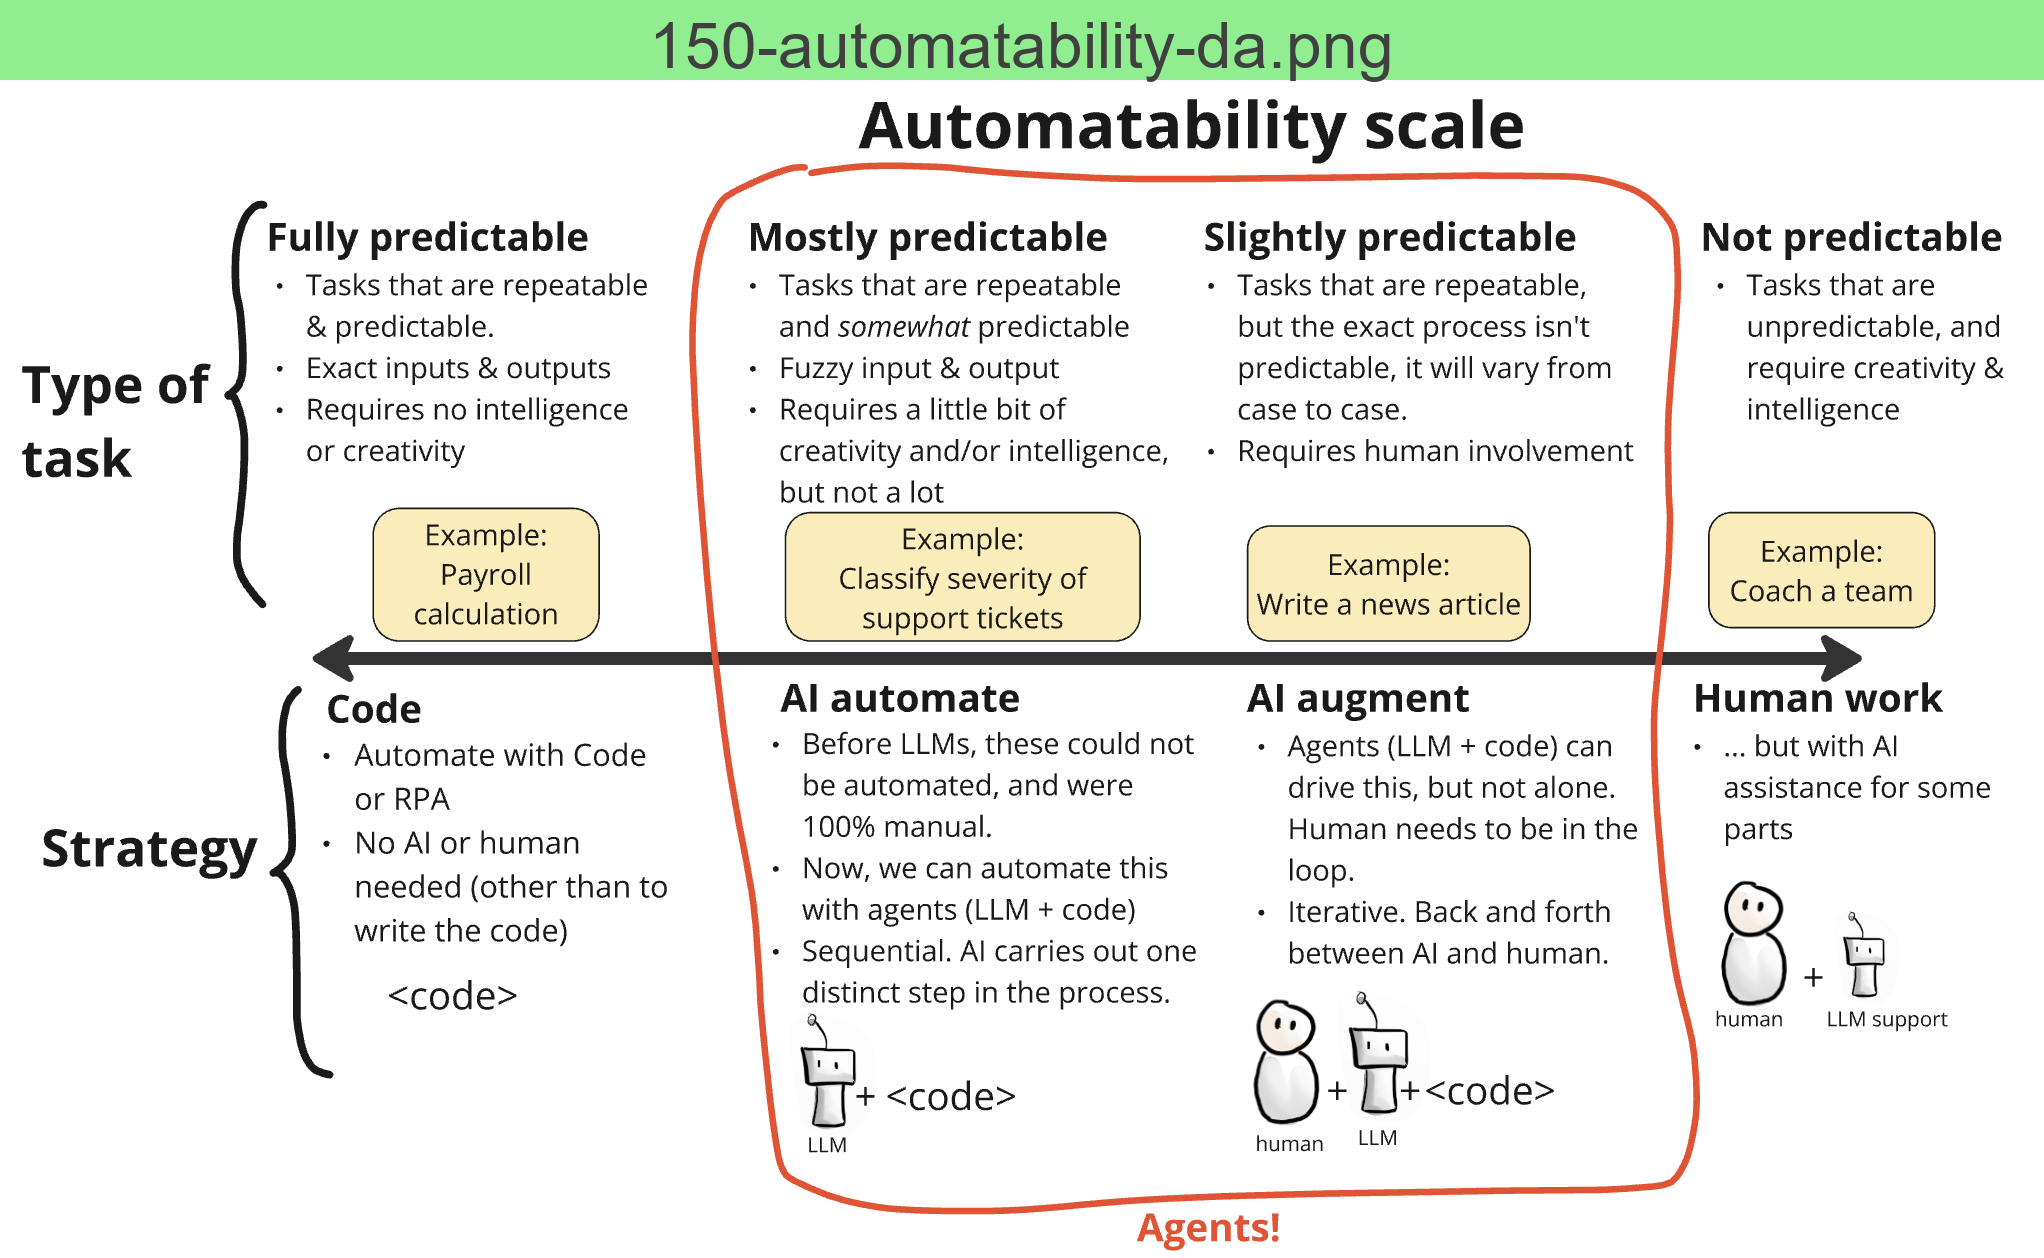 150-automatability-da.png
Automatability scale
Type of
task
Fully predictable
• Tasks that are repeatable
& predictable.
• Exact inputs & outputs
• Requires no intelligence
or creativity
Example:
Payroll
calculation
Mostly predictable
• Tasks that are repeatable
and somewhat predictable
• Fuzzy input & output
• Requires a little bit of
creativity and/or intelligence,
but not a lot
Example:
Classify severity of
support tickets
Slightly predictable
• Tasks that are repeatable,
but the exact process isn't
predictable, it will vary from
case to case.
• Requires human involvement
Example:
Write a news article
Not predictable
• Tasks that are
unpredictable, and
require creativity &
intelligence
Example:
Coach a team
Strategy
Code
• Automate with Code
or RPA
• No AI or human
needed (other than to
write the code)
<code>
AI automate
• Before LLMs, these could not
be automated, and were
100% manual.
• Now, we can automate this
with agents (LLM + code)
• Sequential. AI carries out one
distinct step in the process.
+ <code>
LLM
AI augment
• Agents (LLM + code) can
drive this, but not alone.
Human needs to be in the
loop.
• Iterative. Back and forth
between AI and human.
+ + <code>
human LLM
Human work
• ... but with AI
assistance for some
parts
+
human LLM support
Agents!